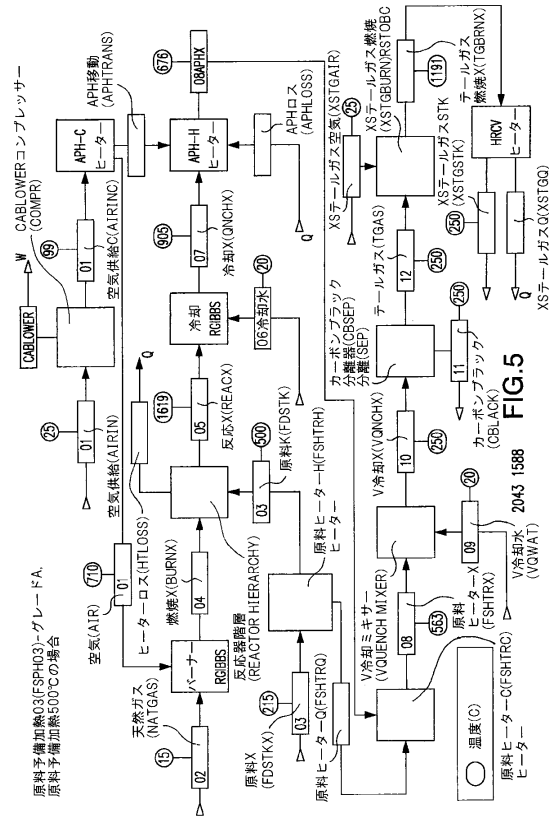 原料予備加熱03(FSPH03)-グレードA,
原料予備加熱500℃の場合
CABLOWER
W
CABLOWERコンプレッサー
(COMPR)
25
01
空気供給(AIRIN)
99
01
空気供給C(AIRINC)
APH-C
ヒーター
APH移動
(APHTRANS)
710
01
空気(AIR)
Q
ヒーターロス(HTLOSS)
15
天然ガス
(NATGAS)
02
バーナー
RGIBBS
04
燃焼X(BURNX)
反応器階層
(REACTOR HIERARCHY)
1619
05
反応X(REACX)
冷却
RGIBBS
06冷却水
20
905
07
冷却X(QNCHX)
APH-H
ヒーター
676
08APHX
APHロス
(APHLOSS)
Q
500
03
原料K(FDSTK)
原料ヒーターH(FSHTRH)
ヒーター
215
03
原料X
(FDSTKX)
原料ヒーターQ(FSHTRQ)
原料ヒーターC(FSHTRC)
ヒーター
08
563
原料
ヒーターX
(FSHTRX)
V冷却ミキサー
(VQUENCH MIXER)
09
20
V冷却水
(VQWAT)
V冷却X(VQNCHX)
10
250
カーボンブラック
分離器(CBSEP)
分離(SEP)
11
250
カーボンブラック
(CBLACK)
テールガス(TGAS)
12
250
XSテールガス空気(XSTGAIR)
25
XSテールガス燃焼
(XSTGBURN)RSTOBC
1191
テールガス
燃焼X(TGBRNX)
HRCV
ヒーター
XSテールガスSTK
(XSTGSTK)
250
Q
XSテールガスQ(XSTGQ)
温度(C)
2043 1588
FIG.5